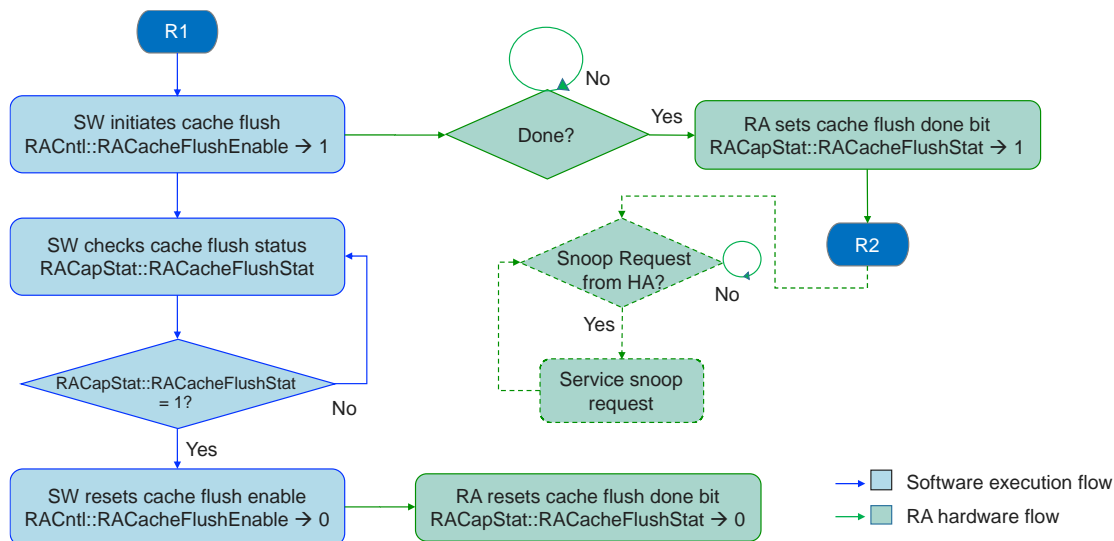 R1
SW initiates cache flush
RACntl::RACacheFlushEnable → 1
Done?
No
Yes
RA sets cache flush done bit
RACapStat::RACacheFlushStat → 1
R2
SW checks cache flush status
RACapStat::RACacheFlushStat
Snoop Request
from HA?
No
Yes
Service snoop
request
RACapStat::RACacheFlushStat
= 1?
No
Yes
SW resets cache flush enable
RACntl::RACacheFlushEnable → 0
RA resets cache flush done bit
RACapStat::RACacheFlushStat → 0
Software execution flow
RA hardware flow